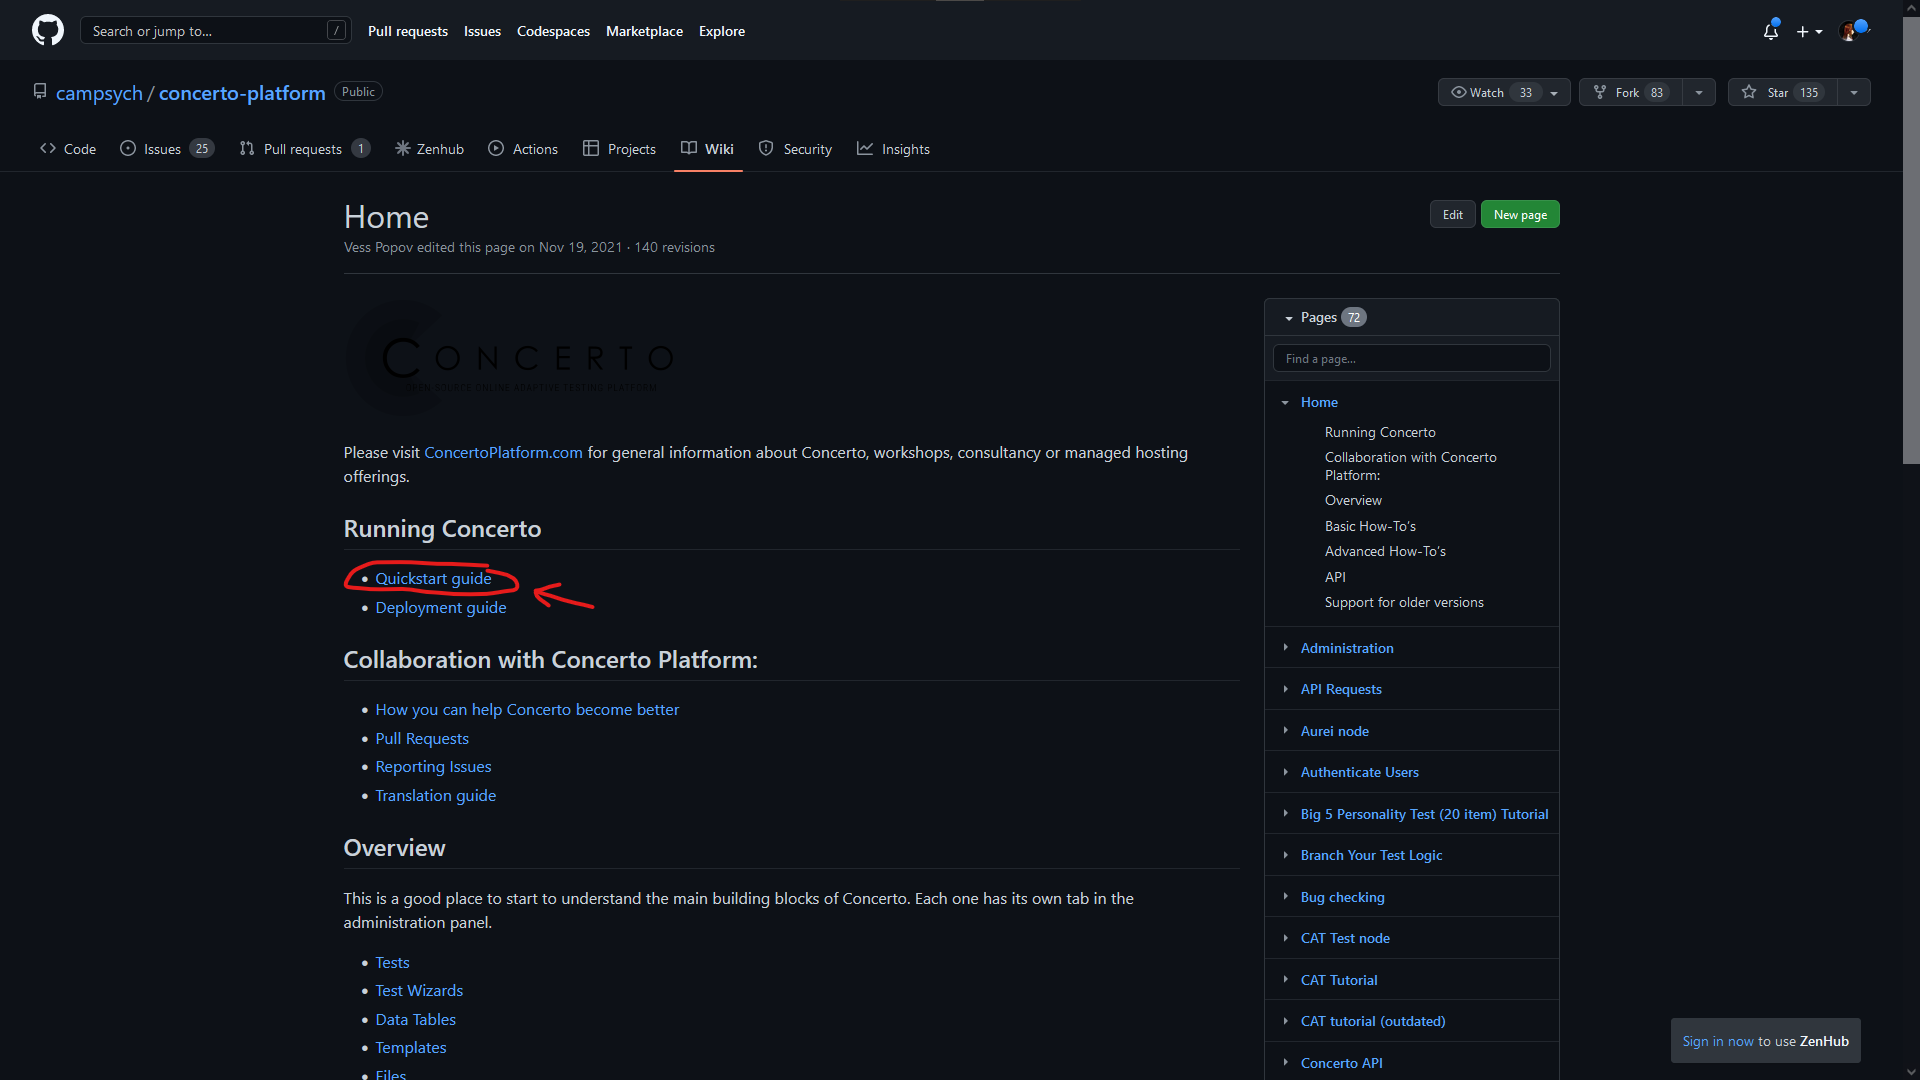 Search or jump to... /
Pull requests Issues Codespaces Marketplace Explore
campsych / concerto-platform Public
Watch 33 Fork 83 Star 135
Code Issues 25 Pull requests 1 Zenhub Actions Projects Wiki Security Insights
Home
Edit New page
Vess Popov edited this page on Nov 19, 2021 · 140 revisions
CONCERTO
OPEN-SOURCE ONLINE ADAPTIVE TESTING PLATFORM
Please visit ConcertoPlatform.com for general information about Concerto, workshops, consultancy or managed hosting
offerings.
Running Concerto
• Quickstart guide
• Deployment guide
Collaboration with Concerto Platform:
• How you can help Concerto become better
• Pull Requests
• Reporting Issues
• Translation guide
Overview
This is a good place to start to understand the main building blocks of Concerto. Each one has its own tab in the
administration panel.
• Tests
• Test Wizards
• Data Tables
• Templates
• Files
Pages 72
Find a page...
Home
Running Concerto
Collaboration with Concerto
Platform:
Overview
Basic How-To's
Advanced How-To's
API
Support for older versions
Administration
API Requests
Aurei node
Authenticate Users
Big 5 Personality Test (20 item) Tutorial
Branch Your Test Logic
Bug checking
CAT Test node
CAT Tutorial
CAT tutorial (outdated)
Concerto API
Sign in now to use ZenHub